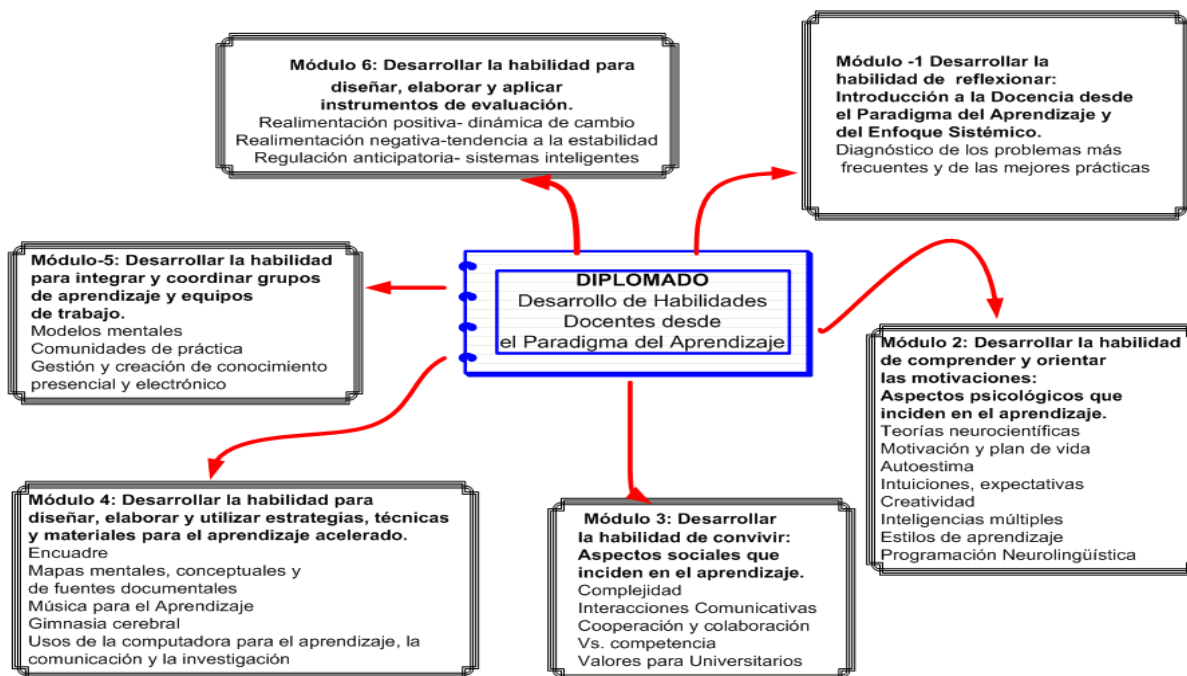 DIPLOMADO
Desarrollo de Habilidades
Docentes desde
el Paradigma del Aprendizaje
Módulo -1 Desarrollar la
habilidad de reflexionar:
Introducción a la Docencia desde
el Paradigma del Aprendizaje y
del Enfoque Sistémico.
Diagnóstico de los problemas más
frecuentes y de las mejores prácticas
Módulo 2: Desarrollar la habilidad
de comprender y orientar
las motivaciones:
Aspectos psicológicos que
inciden en el aprendizaje.
Teorías neurocientíficas
Motivación y plan de vida
Autoestima
Intuiciones, expectativas
Creatividad
Inteligencias múltiples
Estilos de aprendizaje
Programación Neurolingüística
Módulo 3: Desarrollar
la habilidad de convivir:
Aspectos sociales que
inciden en el aprendizaje.
Complejidad
Interacciones Comunicativas
Cooperación y colaboración
Vs. competencia
Valores para Universitarios
Módulo 4: Desarrollar la habilidad para
diseñar, elaborar y utilizar estrategias, técnicas
y materiales para el aprendizaje acelerado.
Encuadre
Mapas mentales, conceptuales y
de fuentes documentales
Música para el Aprendizaje
Gimnasia cerebral
Usos de la computadora para el aprendizaje, la
comunicación y la investigación
Módulo-5: Desarrollar la habilidad
para integrar y coordinar grupos
de aprendizaje y equipos
de trabajo.
Modelos mentales
Comunidades de práctica
Gestión y creación de conocimiento
presencial y electrónico
Módulo 6: Desarrollar la habilidad para
diseñar, elaborar y aplicar
instrumentos de evaluación.
Realimentación positiva- dinámica de cambio
Realimentación negativa-tendencia a la estabilidad
Regulación anticipatoria- sistemas inteligentes